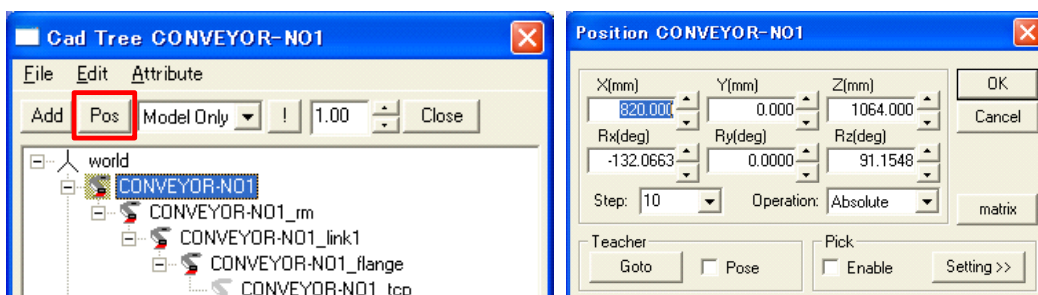 Cad Tree CONVEYOR-NO1
File Edit Attribute
Add Pos Model Only ! 1.00 Close
world
CONVEYOR-NO1
CONVEYOR-NO1_rm
CONVEYOR-NO1_link1
CONVEYOR-NO1_flange
CONVEYOR-NO1_tcp
Position CONVEYOR-NO1
X(mm) Y(mm) Z(mm) OK
820.000 0.000 1064.000 Cancel
Rx(deg) Ry(deg) Rz(deg)
-132.0663 0.0000 91.1548
Step: 10 Operation: Absolute matrix
Teacher Pick
Goto Pose Enable Setting >>